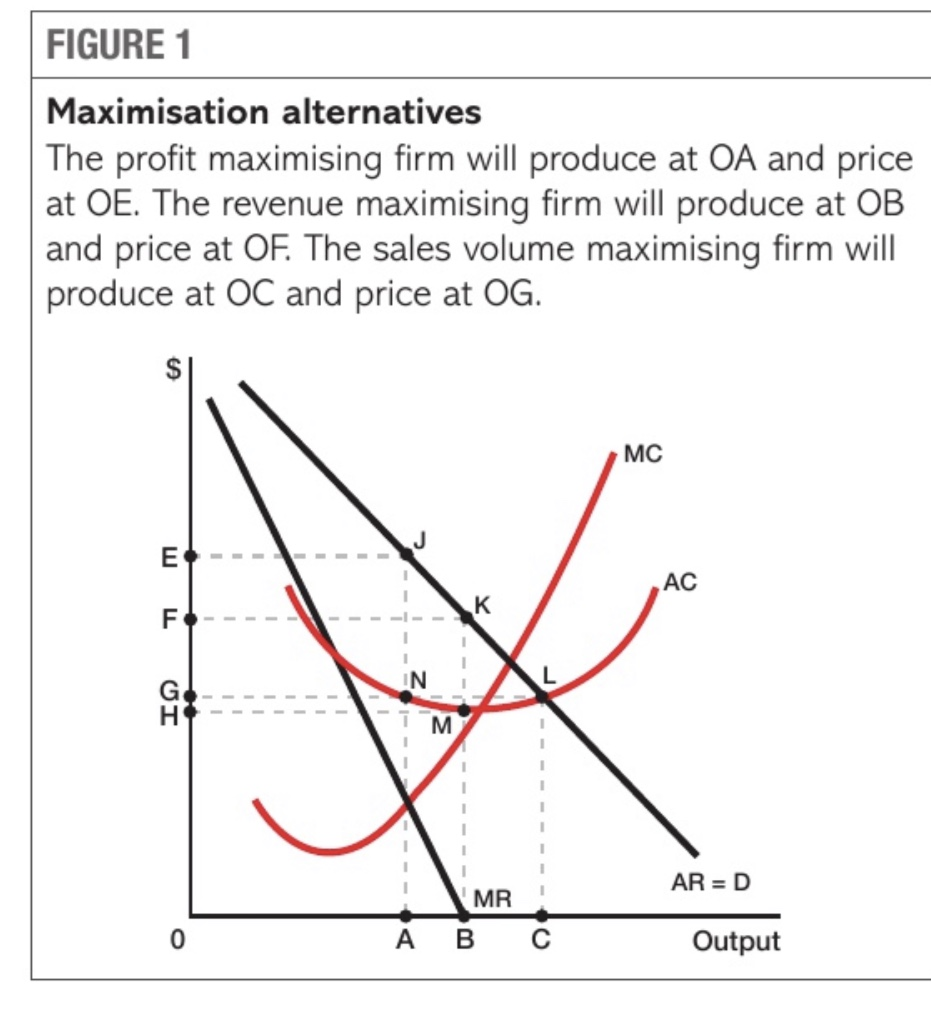 FIGURE 1
Maximisation alternatives
The profit maximising firm will produce at OA and price
at OE. The revenue maximising firm will produce at OB
and price at OF. The sales volume maximising firm will
produce at OC and price at OG.
$
MC
J
E
AC
K
F
N
L
G
H
M
MR
AR = D
0
A
B
C
Output